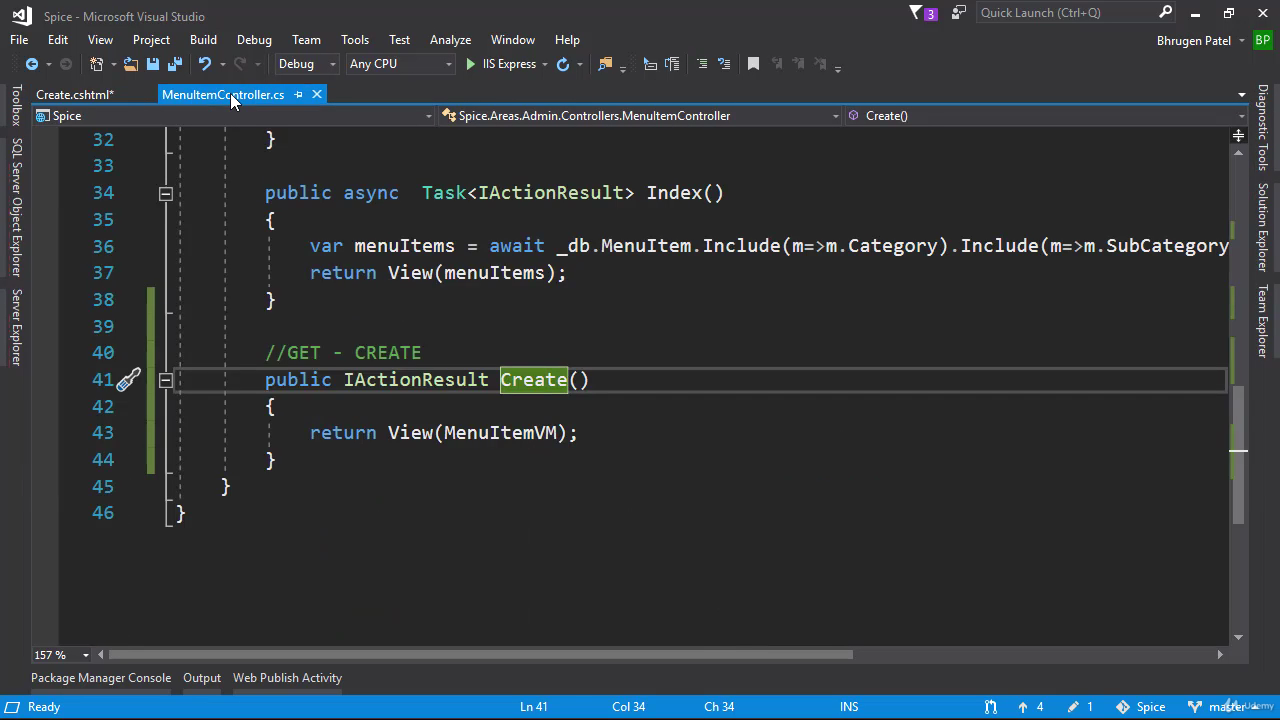 Spice - Microsoft Visual Studio
3
Quick Launch (Ctrl+Q)
File Edit View Project Build Debug Team Tools Test Analyze Window Help
Bhrugen Patel BP
Debug Any CPU IIS Express
Create.cshtml* MenuItemController.cs
Spice Spice.Areas.Admin.Controllers.MenuItemController Create()
Toolbox
SQL Server Object Explorer
Server Explorer
Diagnostic Tools
Solution Explorer
Team Explorer
32 }
33
34 public async Task<IActionResult> Index()
35 {
36 var menuItems = await _db.MenuItem.Include(m=>m.Category).Include(m=>m.SubCategory
37 return View(menuItems);
38 }
39
40 //GET - CREATE
41 public IActionResult Create()
42 {
43 return View(MenuItemVM);
44 }
45 }
46 }
157 %
Package Manager Console Output Web Publish Activity
Ready Ln 41 Col 34 Ch 34 INS 4 1 Spice master
Udemy